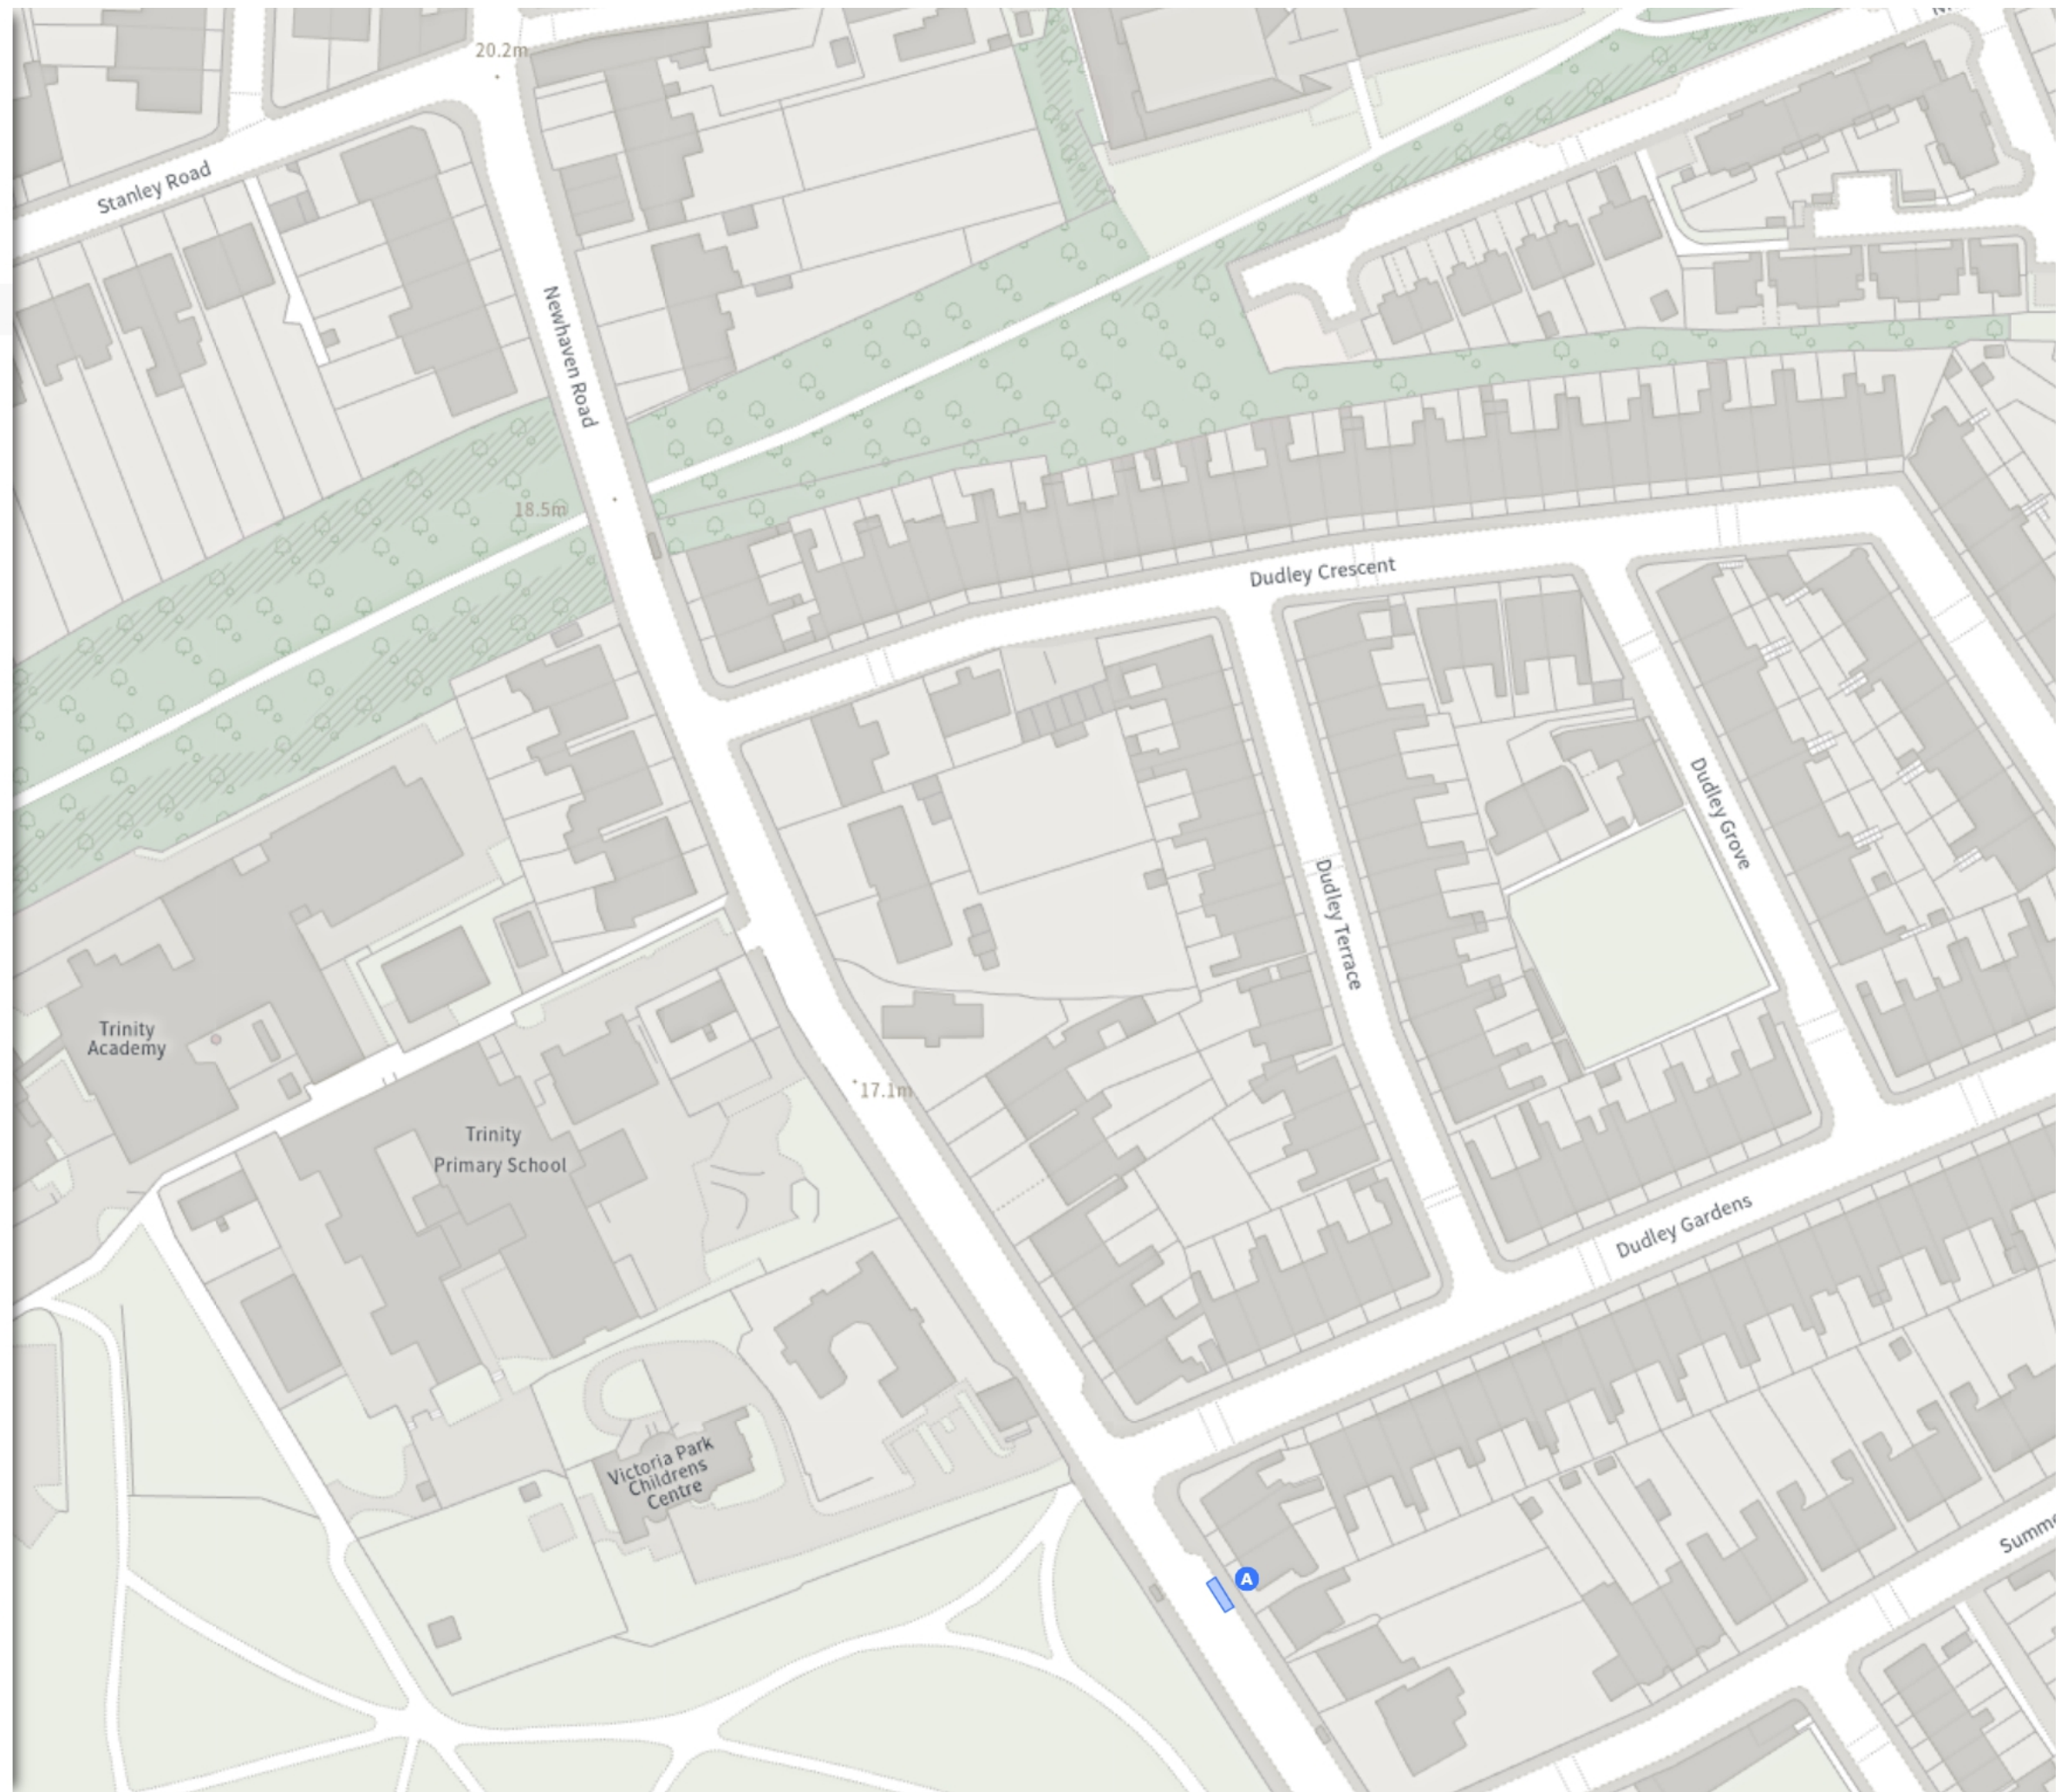 20.2m
Stanley Road
Newhaven Road
18.5m
Dudley Crescent
Dudley Grove
Dudley Terrace
Trinity
Academy
17.1m
Trinity
Primary School
Dudley Gardens
Victoria Park
Childrens
Centre
Summe
A